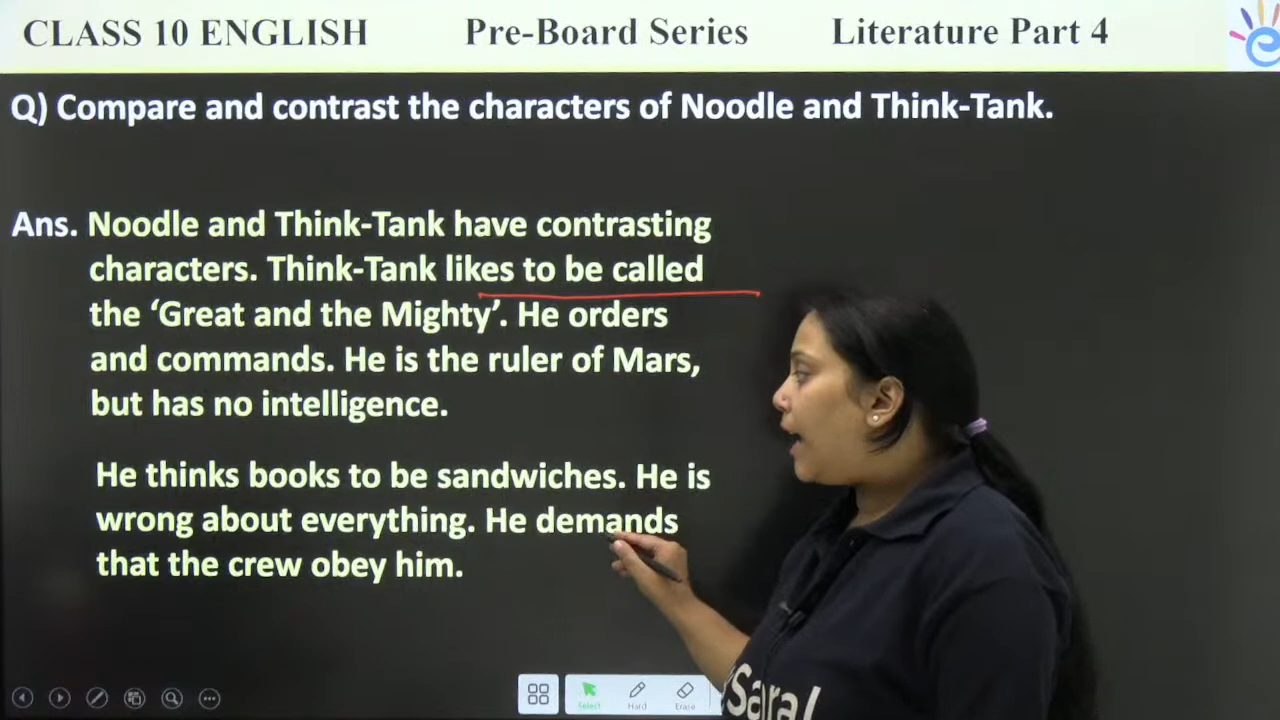 CLASS 10 ENGLISH Pre-Board Series Literature Part 4
Q) Compare and contrast the characters of Noodle and Think-Tank.
Ans. Noodle and Think-Tank have contrasting
characters. Think-Tank likes to be called
the ‘Great and the Mighty’. He orders
and commands. He is the ruler of Mars,
but has no intelligence.
He thinks books to be sandwiches. He is
wrong about everything. He demands
that the crew obey him.
Select Hard Erase